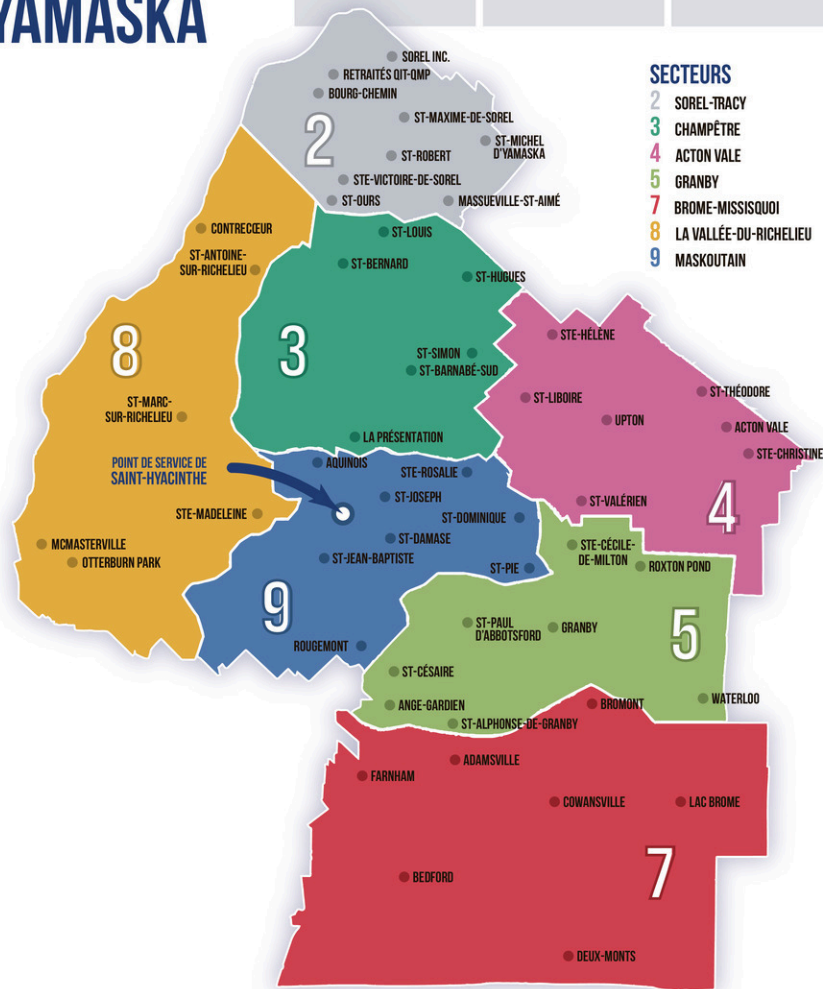 YAMASKA
SECTEURS
2 SOREL-TRACY
3 CHAMPÊTRE
4 ACTON VALE
5 GRANBY
7 BROME-MISSISQUOI
8 LA VALLÉE-DU-RICHELIEU
9 MASKOUTAIN
SOREL INC.
RETRAITÉS QIT-QMP
BOURG-CHEMIN
ST-MAXIME-DE-SOREL
2
ST-MICHEL
D'YAMASKA
ST-ROBERT
STE-VICTOIRE-DE-SOREL
ST-OURS
MASSUEVILLE-ST-AIMÉ
CONTRECŒUR
ST-ANTOINE-
SUR-RICHELIEU
8
ST-MARC-
SUR-RICHELIEU
POINT DE SERVICE DE
SAINT-HYACINTHE
STE-MADELEINE
MCMASTERVILLE
OTTERBURN PARK
ST-LOUIS
ST-BERNARD
ST-HUGUES
3
ST-SIMON
ST-BARNABÉ-SUD
LA PRÉSENTATION
STE-HÉLÈNE
ST-THÉODORE
ST-LIBOIRE
UPTON
ACTON VALE
STE-CHRISTINE
ST-VALÉRIEN
4
AQUINOIS
STE-ROSALIE
ST-JOSEPH
ST-DOMINIQUE
ST-DAMASE
ST-JEAN-BAPTISTE
ST-PIE
9
ROUGEMONT
STE-CÉCILE-
DE-MILTON
ROXTON POND
ST-PAUL
D'ABBOTSFORD
GRANBY
5
ST-CÉSAIRE
ANGE-GARDIEN
WATERLOO
ST-ALPHONSE-DE-GRANBY
BROMONT
ADAMSVILLE
FARNHAM
COWANSVILLE
LAC BROME
BEDFORD
7
DEUX-MONTS